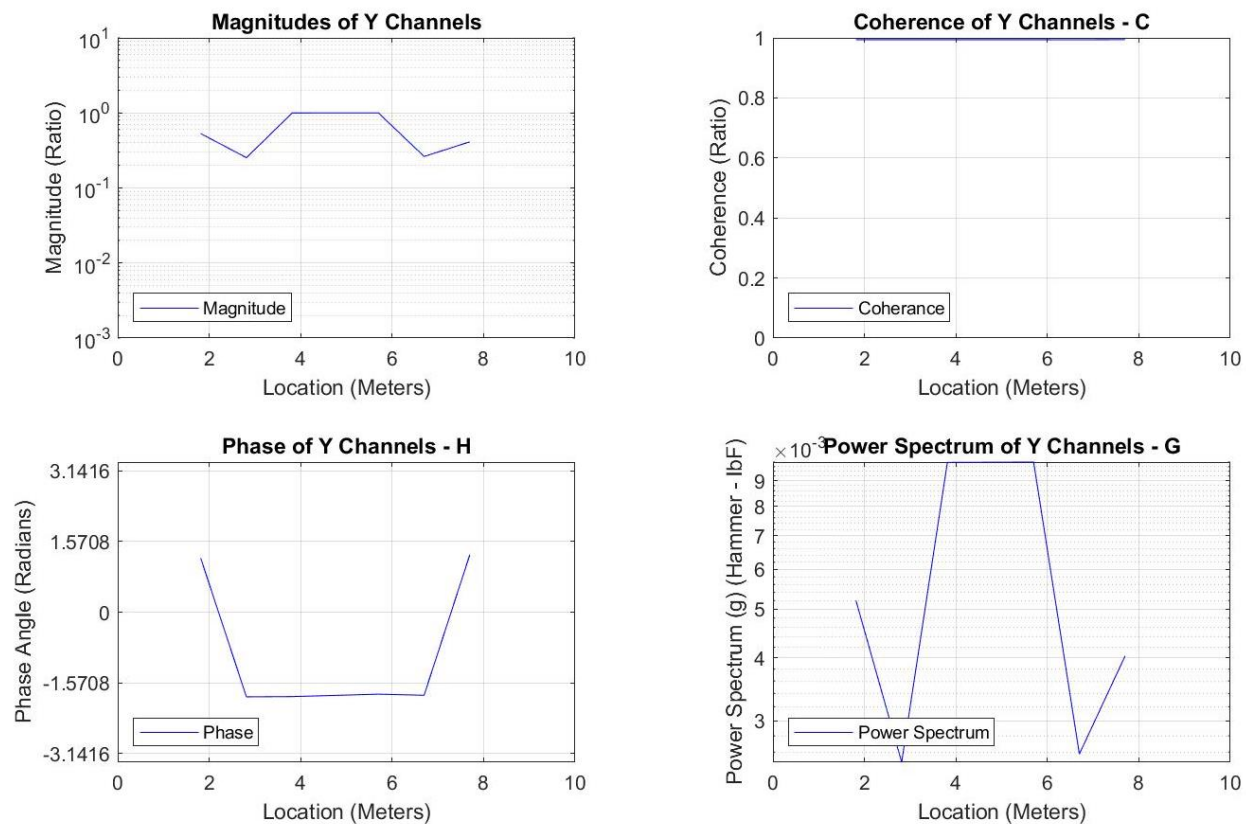 Magnitudes of Y Channels
10^1
10^0
10^-1
10^-2
10^-3
Magnitude (Ratio)
Magnitude
0 2 4 6 8 10
Location (Meters)
Coherence of Y Channels - C
1
0.8
0.6
0.4
0.2
0
Coherence (Ratio)
Coherance
0 2 4 6 8 10
Location (Meters)
Phase of Y Channels - H
3.1416
1.5708
0
-1.5708
-3.1416
Phase Angle (Radians)
Phase
0 2 4 6 8 10
Location (Meters)
×10^-3
Power Spectrum of Y Channels - G
9
8
7
6
5
4
3
Power Spectrum (g) (Hammer - lbF)
Power Spectrum
0 2 4 6 8 10
Location (Meters)